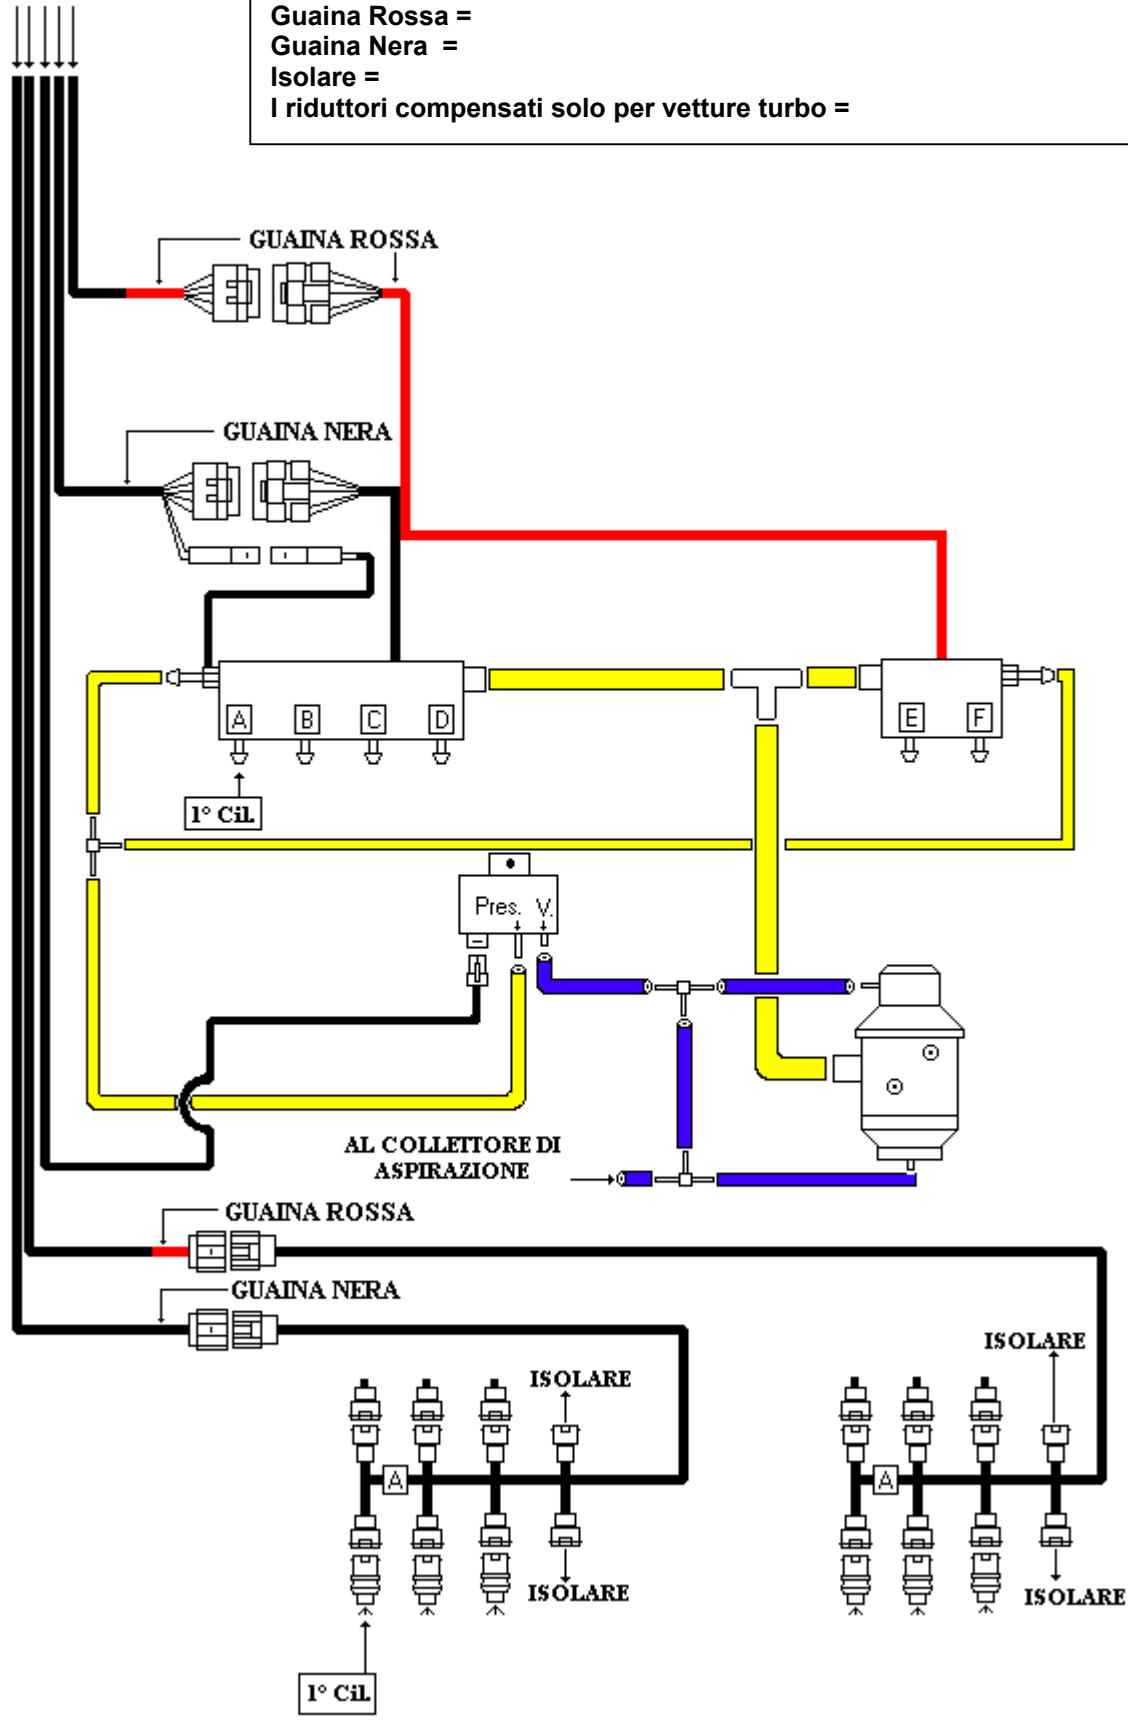 Guaina Rossa =
Guaina Nera =
Isolare =
I riduttori compensati solo per vetture turbo =
GUAINA ROSSA
GUAINA NERA
A
B
C
D
E
F
1° Cil.
Pres.
V.
AL COLLETTORE DI
ASPIRAZIONE
GUAINA ROSSA
GUAINA NERA
ISOLARE
ISOLARE
A
A
ISOLARE
ISOLARE
1° Cil.